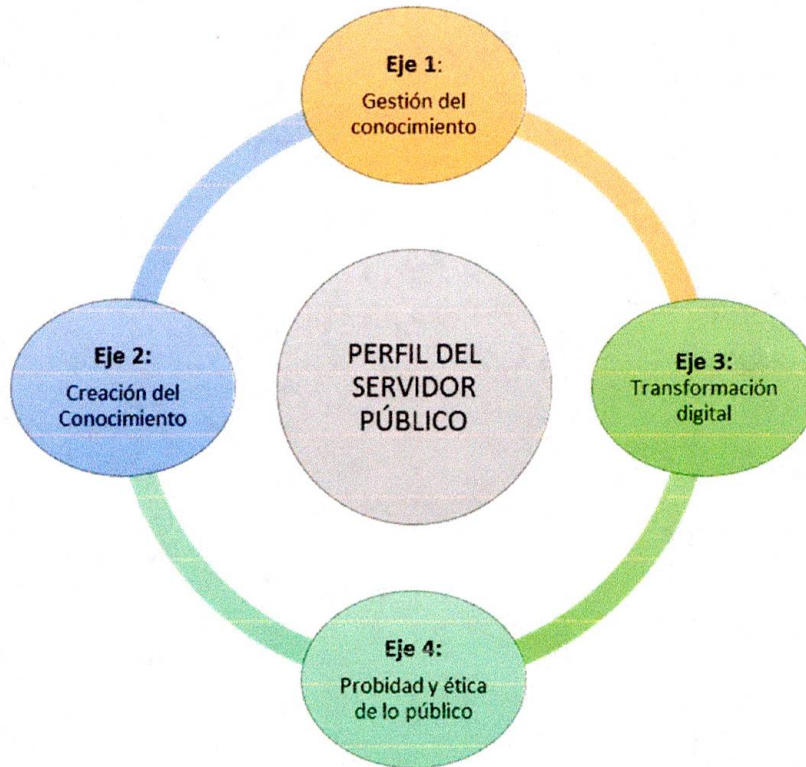 Eje 1:
Gestión del
conocimiento
Eje 2:
Creación del
Conocimiento
PERFIL DEL
SERVIDOR
PÚBLICO
Eje 3:
Transformación
digital
Eje 4:
Probidad y ética
de lo público